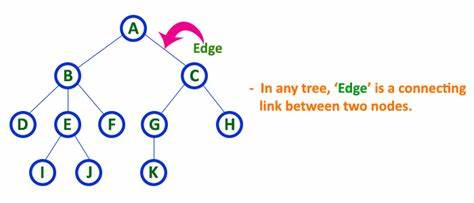 A
Edge
B
C
D
E
F
G
H
I
J
K
- In any tree, ‘Edge’ is a connecting
link between two nodes.